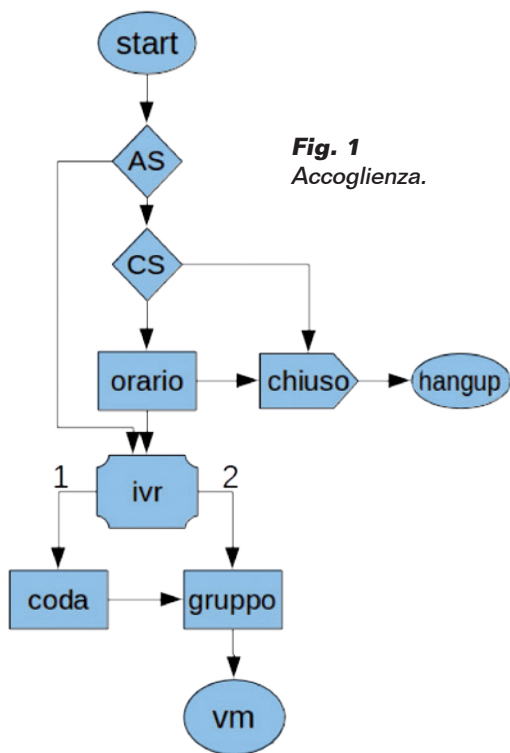 start
AS
Fig. 1
Accoglienza.
CS
orario
chiuso
hangup
1
ivr
2
coda
gruppo
vm